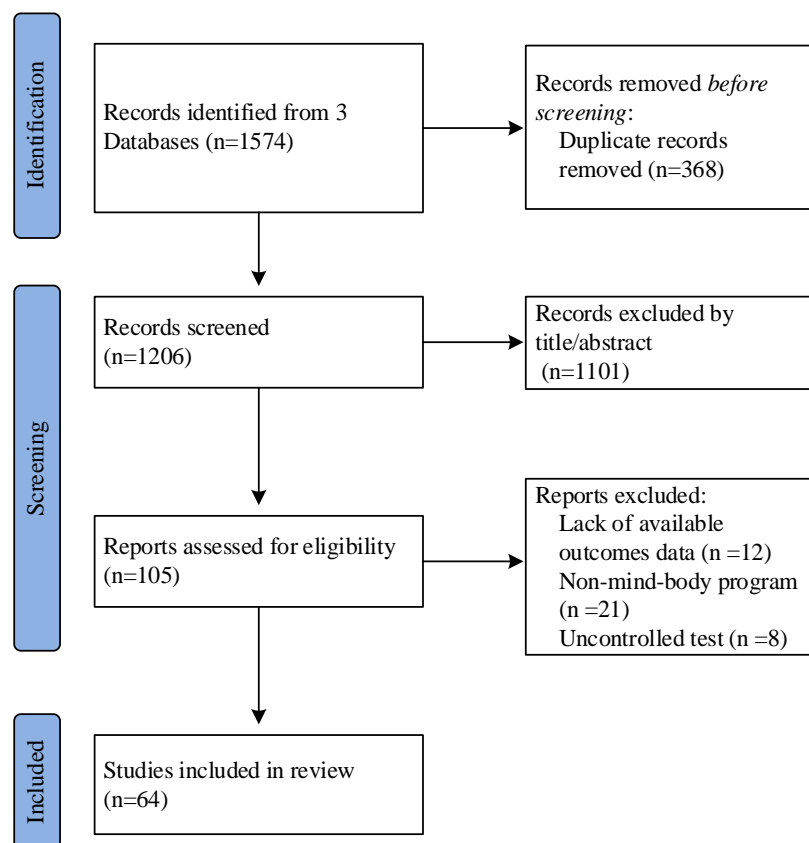 Identification
Records identified from 3
Databases (n=1574)
Records removed before
screening:
Duplicate records
removed (n=368)
Screening
Records screened
(n=1206)
Records excluded by
title/abstract
(n=1101)
Reports assessed for eligibility
(n=105)
Reports excluded:
Lack of available
outcomes data (n =12)
Non-mind-body program
(n =21)
Uncontrolled test (n =8)
Included
Studies included in review
(n=64)